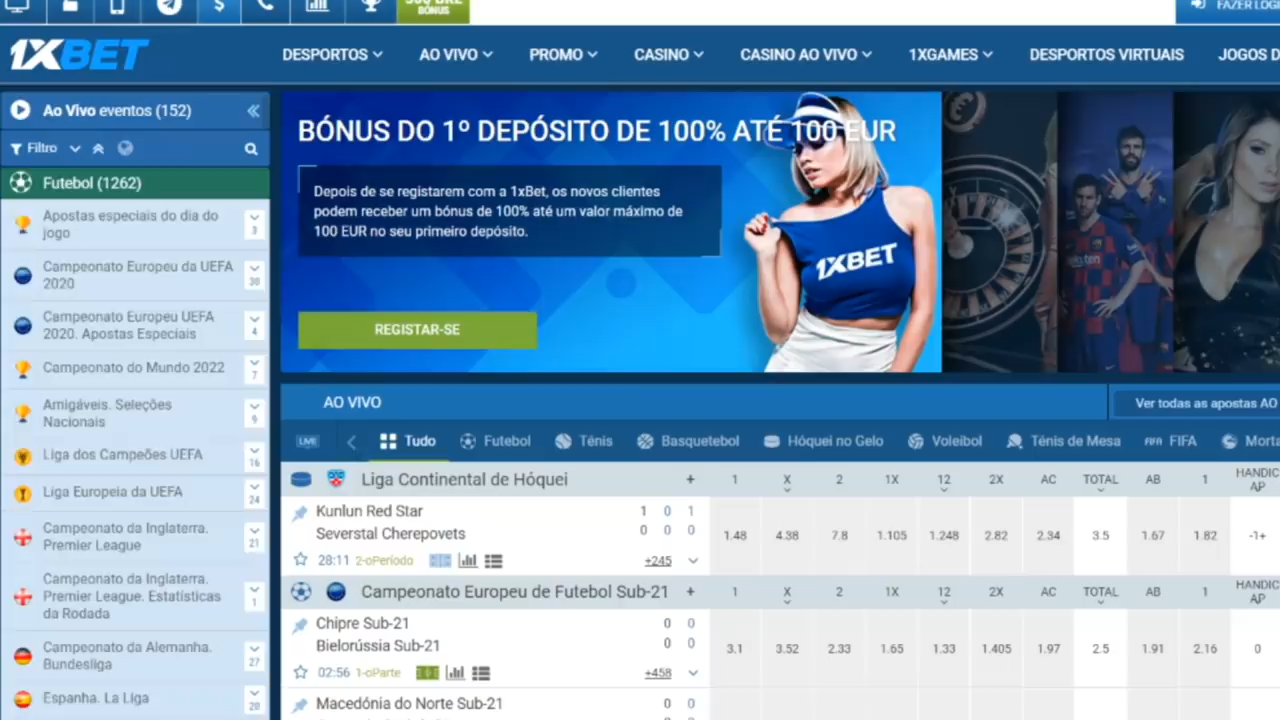 BÓNUS
FAZER LOGI
1XBET
DESPORTOS
AO VIVO
PROMO
CASINO
CASINO AO VIVO
1XGAMES
DESPORTOS VIRTUAIS
JOGOS D
Ao Vivo eventos (152)
Filtro
Futebol (1262)
Apostas especiais do dia do
jogo
3
Campeonato Europeu da UEFA
2020
30
Campeonato Europeu UEFA
2020. Apostas Especiais
4
Campeonato do Mundo 2022
7
Amigáveis. Seleções
Nacionais
9
Liga dos Campeões UEFA
16
Liga Europeia da UEFA
24
Campeonato da Inglaterra.
Premier League
21
Campeonato da Inglaterra.
Premier League. Estatísticas
da Rodada
1
Campeonato da Alemanha.
Bundesliga
27
Espanha. La Liga
20
BÓNUS DO 1º DEPÓSITO DE 100% ATÉ 100 EUR
Depois de se registarem com a 1xBet, os novos clientes
podem receber um bónus de 100% até um valor máximo de
100 EUR no seu primeiro depósito.
REGISTAR-SE
1XBET
AO VIVO
Ver todas as apostas AO
LIVE
Tudo
Futebol
Ténis
Basquetebol
Hóquei no Gelo
Voleibol
Ténis de Mesa
FIFA
Morta
Liga Continental de Hóquei + 1 X 2 1X 12 2X AC TOTAL AB 1 HANDIC
AP
Kunlun Red Star 1 0 1
Severstal Cherepovets 0 0 0
1.48 4.38 7.8 1.105 1.248 2.82 2.34 3.5 1.67 1.82 -1+
28:11 2-oPeríodo +245
Campeonato Europeu de Futebol Sub-21 + 1 X 2 1X 12 2X AC TOTAL AB 1 HANDIC
AP
Chipre Sub-21 0 0
Bielorússia Sub-21 0 0
3.1 3.52 2.33 1.65 1.33 1.405 1.97 2.5 1.91 2.16 0
02:56 1-oParte +458
Macedónia do Norte Sub-21 0 0